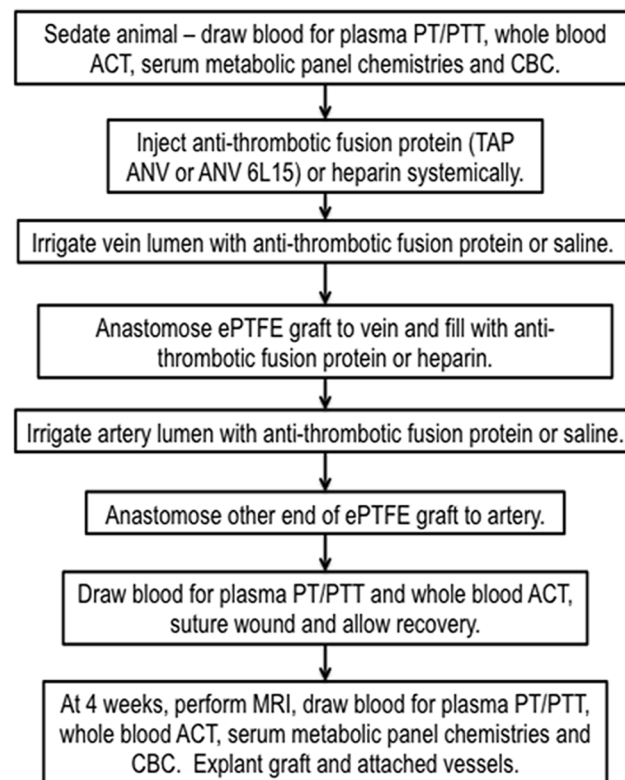 Sedate animal – draw blood for plasma PT/PTT, whole blood
ACT, serum metabolic panel chemistries and CBC.
Inject anti-thrombotic fusion protein (TAP
ANV or ANV 6L15) or heparin systemically.
Irrigate vein lumen with anti-thrombotic fusion protein or saline.
Anastomose ePTFE graft to vein and fill with anti-
thrombotic fusion protein or heparin.
Irrigate artery lumen with anti-thrombotic fusion protein or saline.
Anastomose other end of ePTFE graft to artery.
Draw blood for plasma PT/PTT and whole blood ACT,
suture wound and allow recovery.
At 4 weeks, perform MRI, draw blood for plasma PT/PTT,
whole blood ACT, serum metabolic panel chemistries and
CBC.  Explant graft and attached vessels.